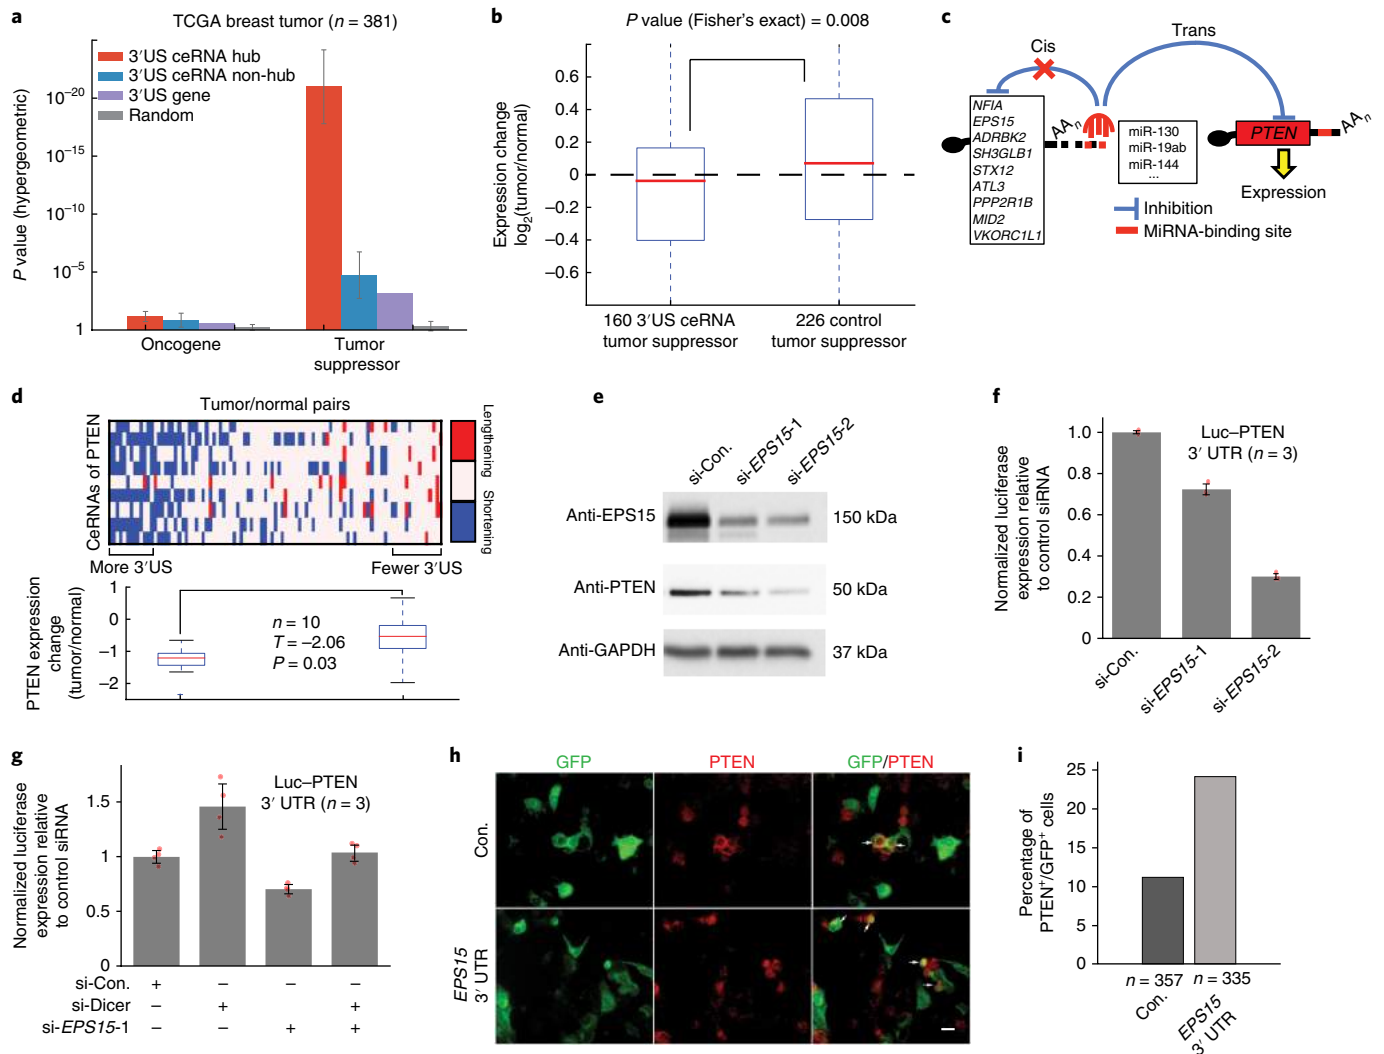 a
TCGA breast tumor (n = 381)
3′US ceRNA hub
3′US ceRNA non-hub
3′US gene
Random
P value (hypergeometric)
10−20
10−15
10−10
10−5
1
Oncogene
Tumor
suppressor
b
P value (Fisher's exact) = 0.008
Expression change
log2(tumor/normal)
0.6
0.4
0.2
0
−0.2
−0.4
−0.6
160 3′US ceRNA
tumor suppressor
226 control
tumor suppressor
c
Cis
Trans
NFIA
EPS15
ADRBK2
SH3GLB1
STX12
ATL3
PPP2R1B
MID2
VKORC1L1
AAn
miR-130
miR-19ab
miR-144
...
PTEN
AAn
Expression
Inhibition
MiRNA-binding site
d
Tumor/normal pairs
CeRNAs of PTEN
Lengthening
Shortening
More 3′US
Fewer 3′US
PTEN expression
change
(tumor/normal)
1
0
−1
−2
n = 10
T = −2.06
P = 0.03
e
si-Con.
si-EPS15-1
si-EPS15-2
Anti-EPS15
150 kDa
Anti-PTEN
50 kDa
Anti-GAPDH
37 kDa
f
Luc–PTEN
3′ UTR (n = 3)
Normalized luciferase
expression relative
to control siRNA
1.0
0.8
0.6
0.4
0.2
0
si-Con.
si-EPS15-1
si-EPS15-2
g
Luc–PTEN
3′ UTR (n = 3)
Normalized luciferase
expression relative
to control siRNA
1.5
1
0.5
0
si-Con. + − − −
si-Dicer − + − +
si-EPS15-1 − − + +
h
GFP
PTEN
GFP/PTEN
Con.
EPS15
3′ UTR
i
Percentage of
PTEN+/GFP+ cells
25
20
15
10
5
0
n = 357
n = 335
Con.
EPS15
3′ UTR